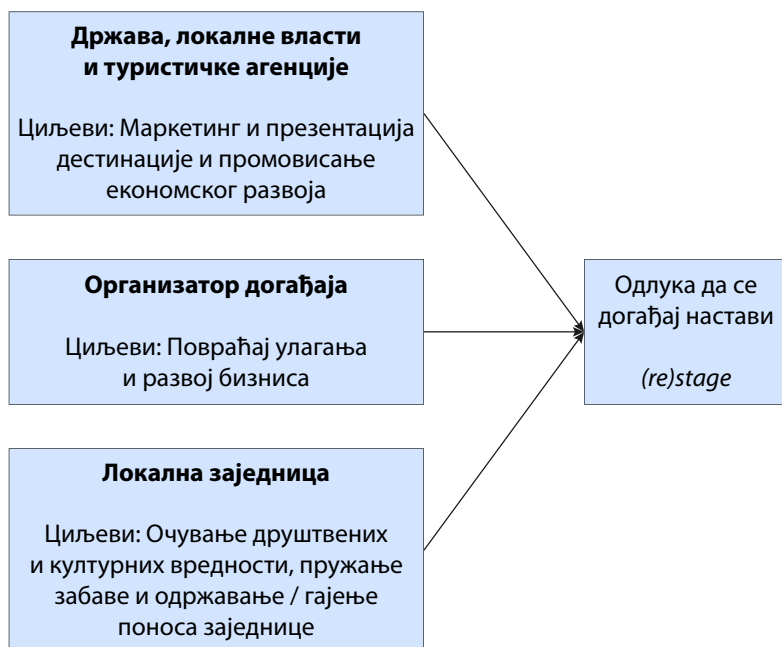 Држава, локалне власти
и туристичке агенције
Циљеви: Маркетинг и презентација
дестинације и промовисање
економског развоја
Организатор догађаја
Циљеви: Повраћај улагања
и развој бизниса
Локална заједница
Циљеви: Очување друштвених
и културних вредности, пружање
забаве и одржавање / гајење
поноса заједнице
Одлука да се
догађај настави
(re)stage